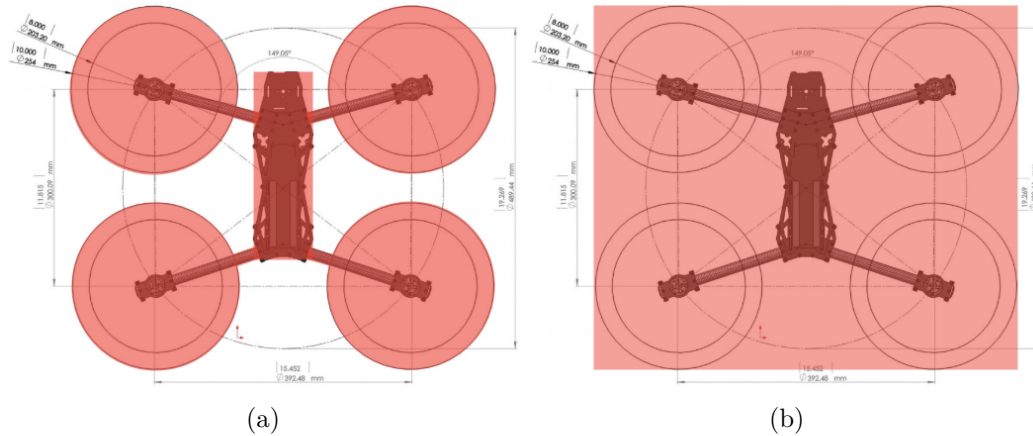 8.000
∅203.20 mm
10.000
∅254 mm
149.08°
11.815
∅300.09 mm
19.269
∅489.44 mm
15.452
∅392.48 mm
(a)
8.000
∅203.20 mm
10.000
∅254 mm
149.08°
11.815
∅300.09 mm
19.269
15.452
∅392.48 mm
(b)